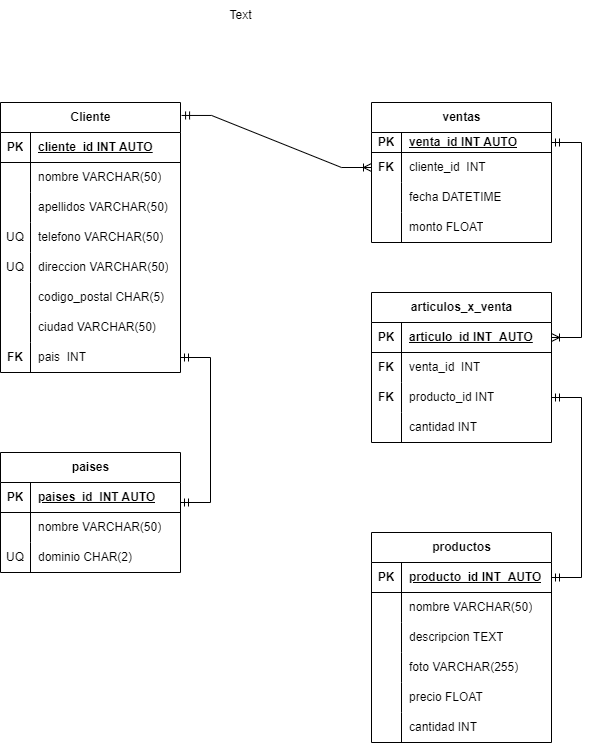 Text
Cliente
PK cliente_id INT AUTO
nombre VARCHAR(50)
apellidos VARCHAR(50)
UQ telefono VARCHAR(50)
UQ direccion VARCHAR(50)
codigo_postal CHAR(5)
ciudad VARCHAR(50)
FK pais INT
paises
PK paises_id INT AUTO
nombre VARCHAR(50)
UQ dominio CHAR(2)
ventas
PK venta_id INT AUTO
FK cliente_id INT
fecha DATETIME
monto FLOAT
articulos_x_venta
PK articulo_id INT AUTO
FK venta_id INT
FK producto_id INT
cantidad INT
productos
PK producto_id INT AUTO
nombre VARCHAR(50)
descripcion TEXT
foto VARCHAR(255)
precio FLOAT
cantidad INT